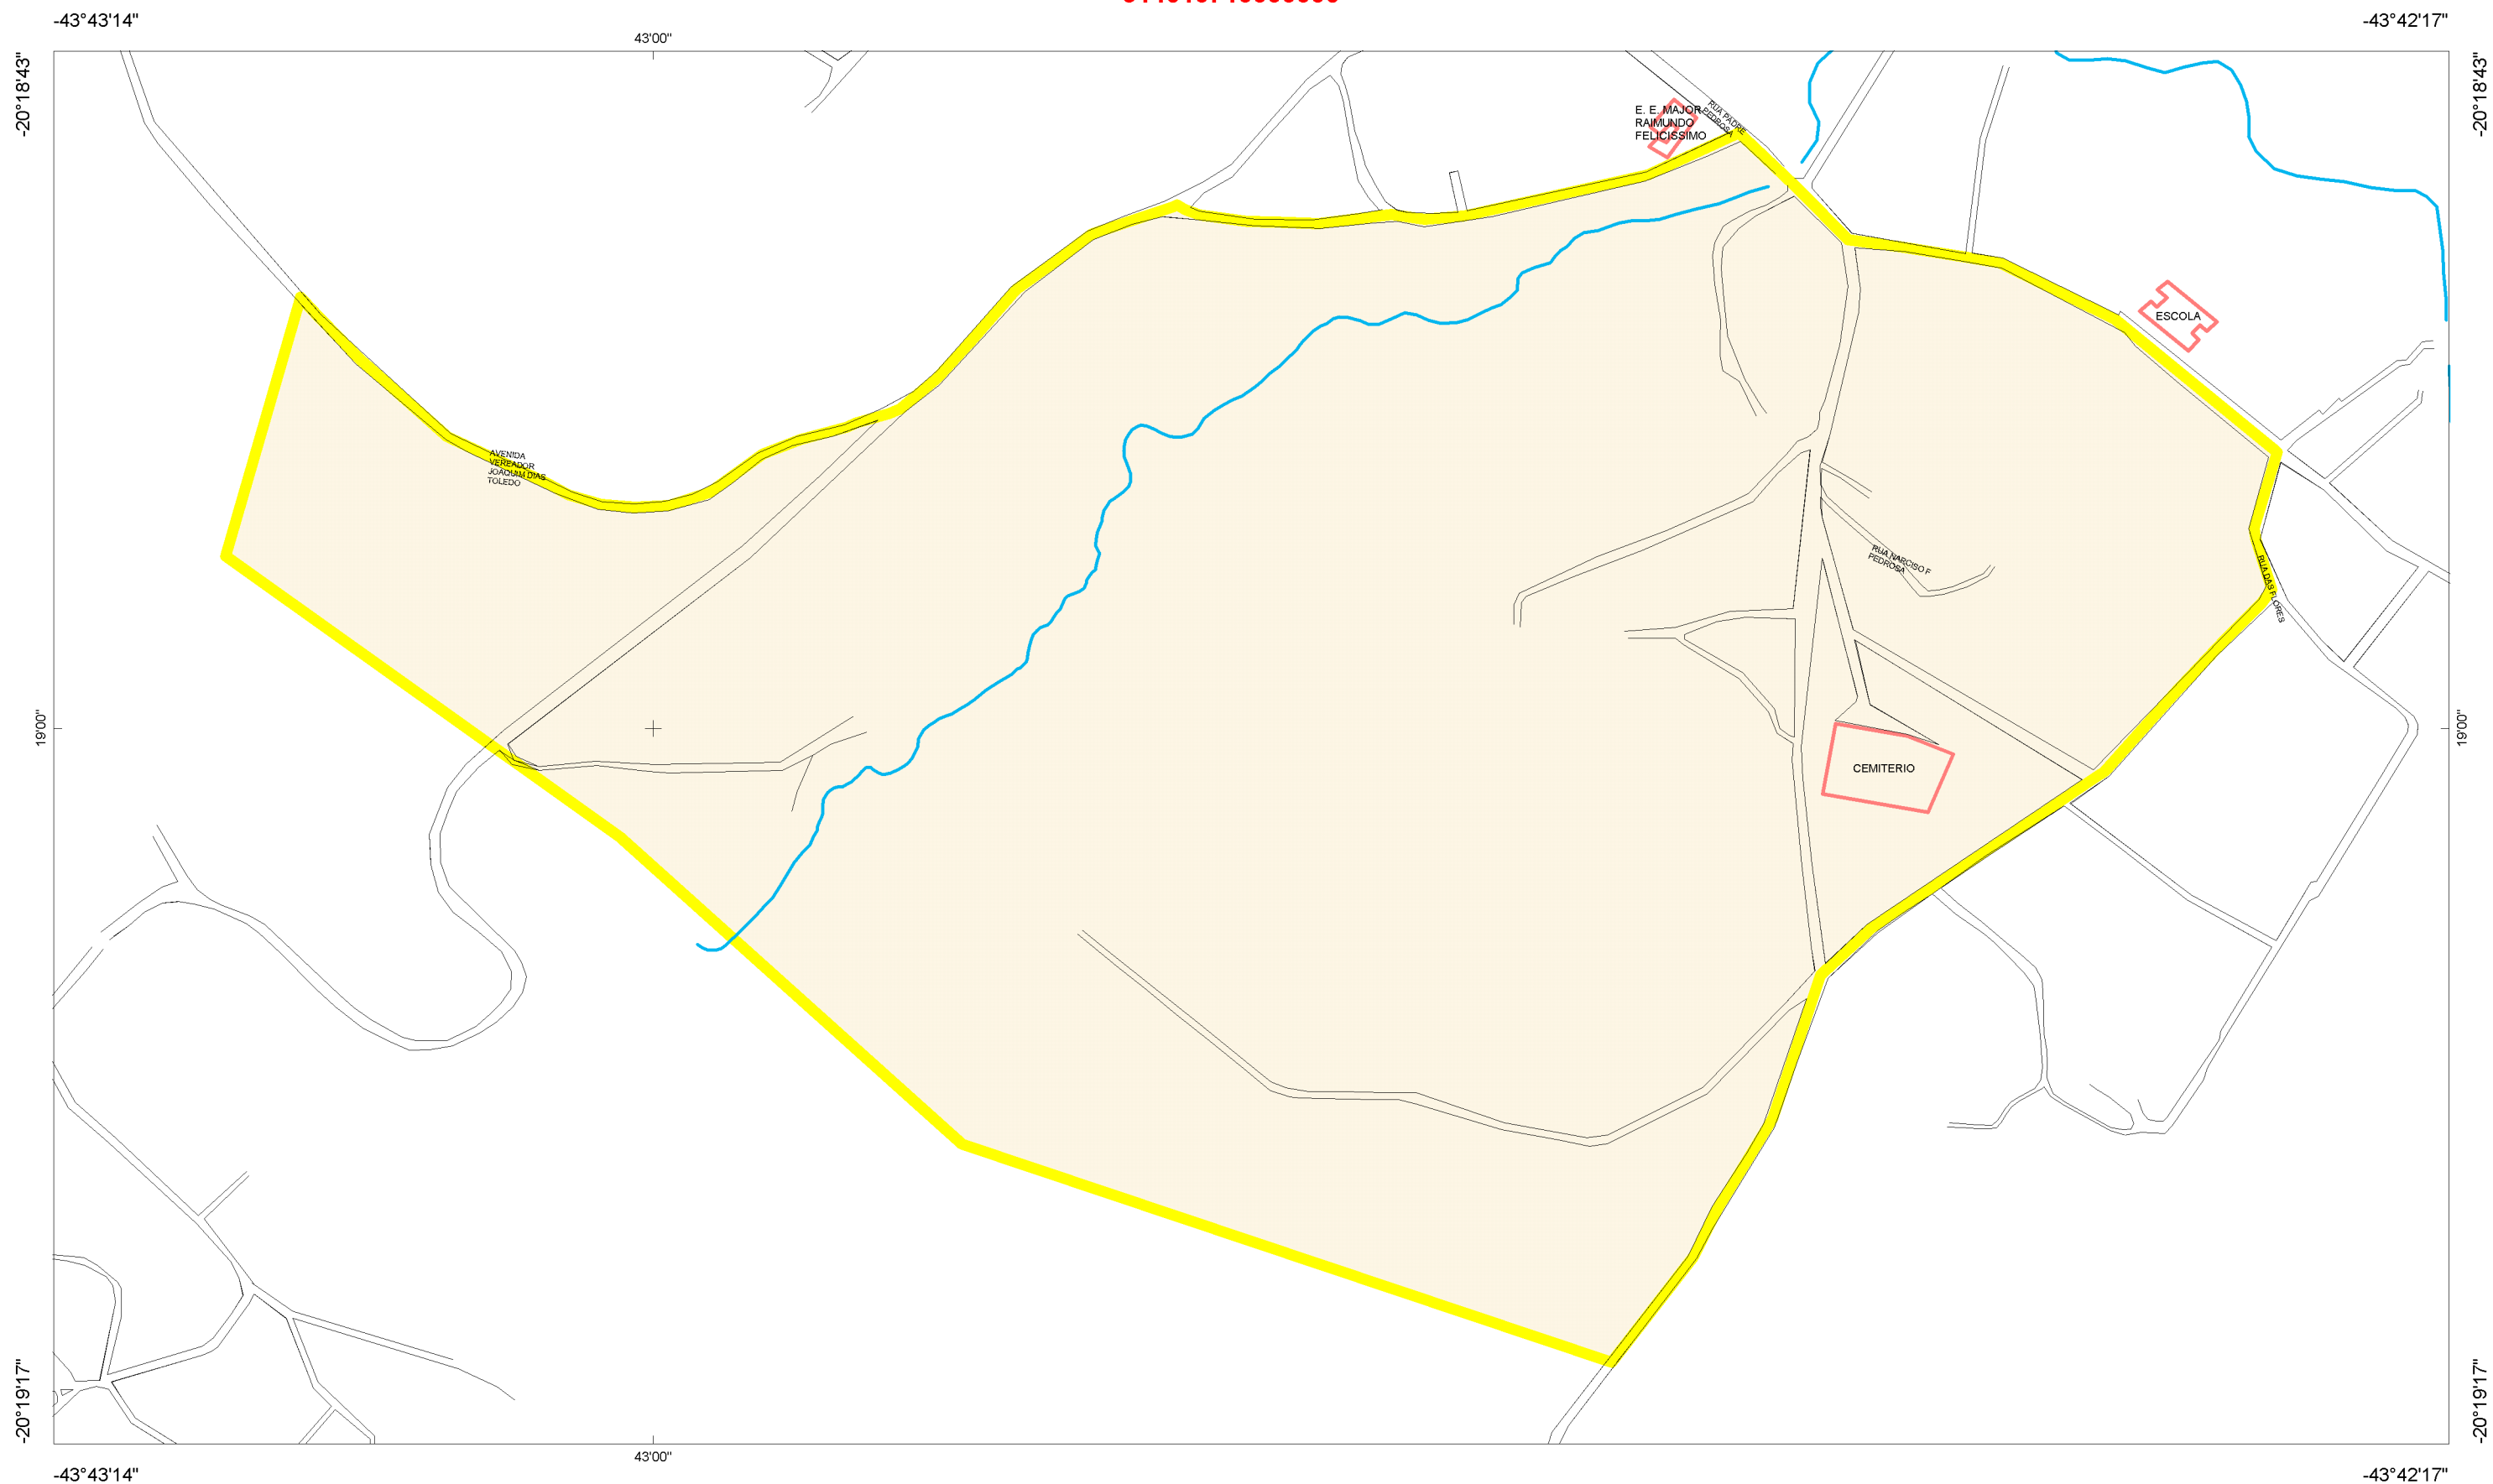 -43°43'14"
-43°42'17"
43'00"
-20°18'43"
-20°18'43"
E. E. MAJOR
RAIMUNDO
FELICISSIMO
RUA PADRE
PEDROSA
ESCOLA
AVENIDA
VEREADOR
JOAQUIM DIAS
TOLEDO
RUA NARCISO F
PEDROSA
RUA DAS FLORES
19'00"
19'00"
CEMITERIO
-20°19'17"
-20°19'17"
43'00"
-43°43'14"
-43°42'17"